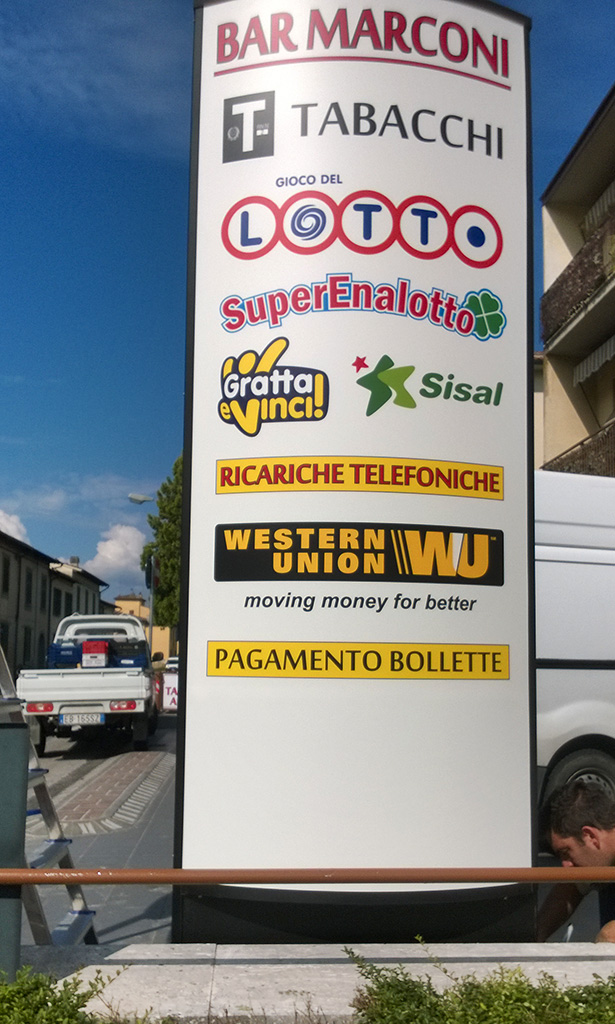 BAR MARCONI
T TABACCHI
GIOCO DEL
LOTTO
SuperEnalotto
Gratta
e Vinci!
Sisal
RICARICHE TELEFONICHE
WESTERN
UNION WU
moving money for better
PAGAMENTO BOLLETTE